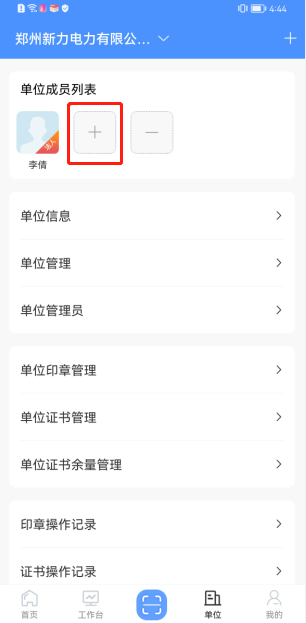 4:44
郑州新力电力有限公...
单位成员列表
法人
李倩
单位信息
单位管理
单位管理员
单位印章管理
单位证书管理
单位证书余量管理
印章操作记录
证书操作记录
首页 工作台 单位 我的